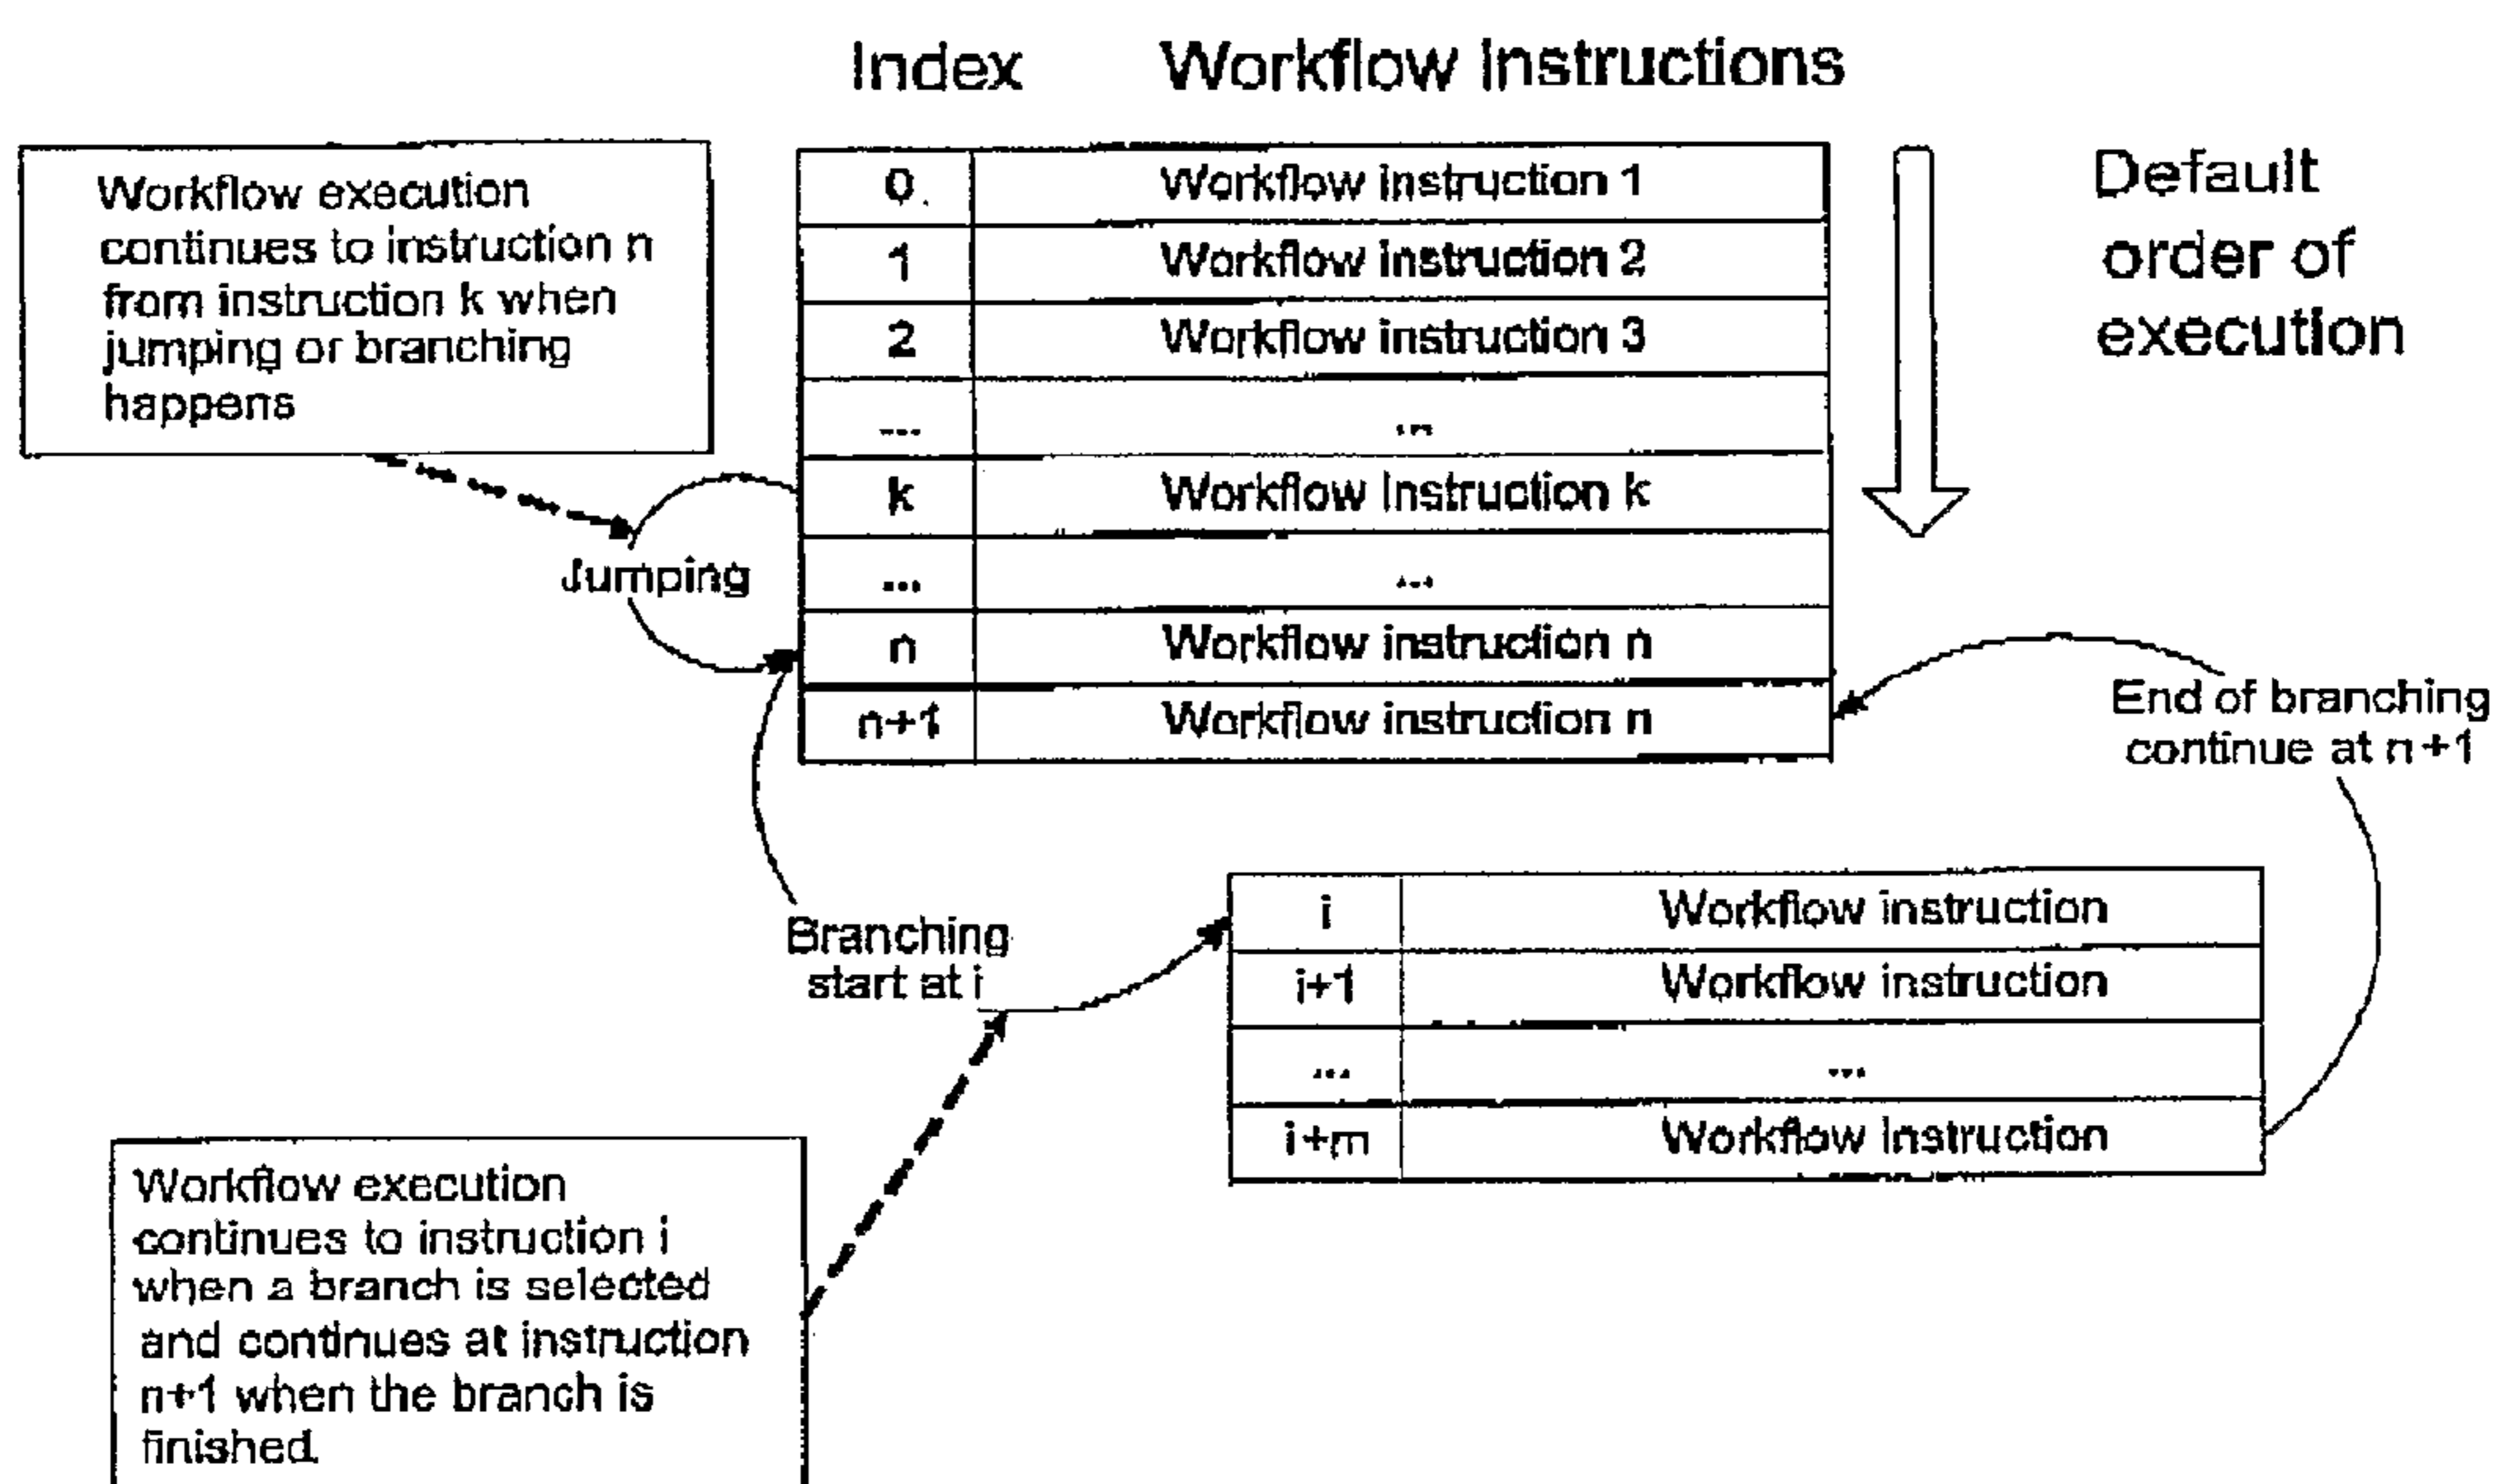 Index Workflow Instructions
Workflow execution
continues to instruction n
from instruction k when
jumping or branching
happens
0 Workflow instruction 1
1 Workflow instruction 2
2 Workflow instruction 3
... ...
k Workflow Instruction k
... ...
n Workflow instruction n
n+1 Workflow instruction n
Default
order of
execution
Jumping
End of branching
continue at n+1
Branching
start at i
i Workflow instruction
i+1 Workflow instruction
... ...
i+m Workflow Instruction
Workflow execution
continues to instruction i
when a branch is selected
and continues at instruction
n+1 when the branch is
finished.